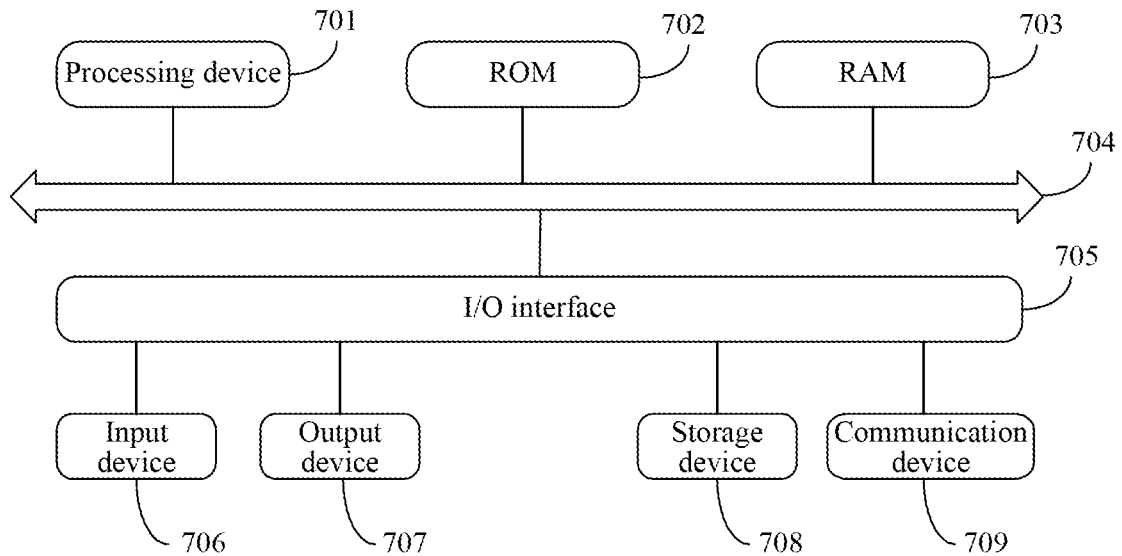 701
702
703
Processing device
ROM
RAM
704
705
I/O interface
Input
device
Output
device
Storage
device
Communication
device
706
707
708
709